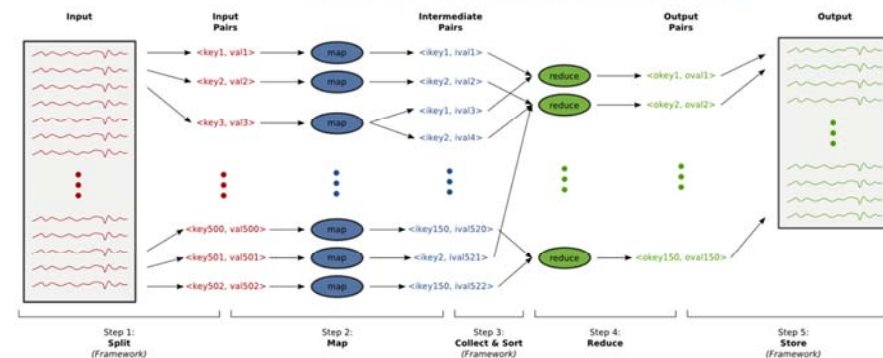 Input
Input
Pairs
Intermediate
Pairs
Output
Pairs
Output
<key1, val1>
map
<ikey1, ival1>
<key2, val2>
map
<ikey2, ival2>
<key3, val3>
map
<ikey1, ival3>
<ikey2, ival4>
reduce
<okey1, oval1>
reduce
<okey2, oval2>
<key500, val500>
map
<ikey150, ival520>
<key501, val501>
map
<ikey2, ival521>
<key502, val502>
map
<ikey150, ival522>
reduce
<okey150, oval150>
Step 1:
Split
(Framework)
Step 2:
Map
Step 3:
Collect & Sort
(Framework)
Step 4:
Reduce
Step 5:
Store
(Framework)